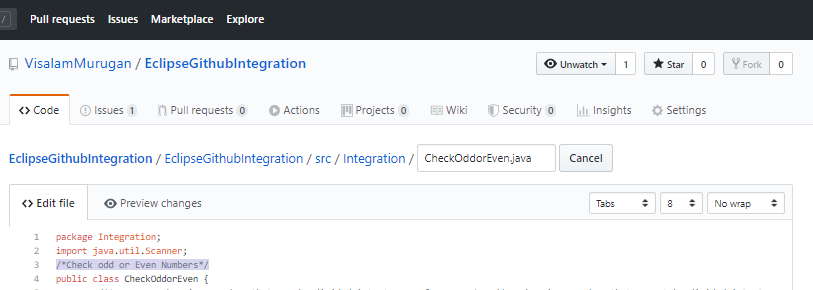 / Pull requests Issues Marketplace Explore
VisalamMurugan / EclipseGithubIntegration Unwatch 1 Star 0 Fork 0
Code Issues 1 Pull requests 0 Actions Projects 0 Wiki Security 0 Insights Settings
EclipseGithubIntegration / EclipseGithubIntegration / src / Integration / CheckOddorEven.java Cancel
Edit file Preview changes Tabs 8 No wrap
1 package Integration;
2 import java.util.Scanner;
3 /*Check odd or Even Numbers*/
4 public class CheckOddorEven {